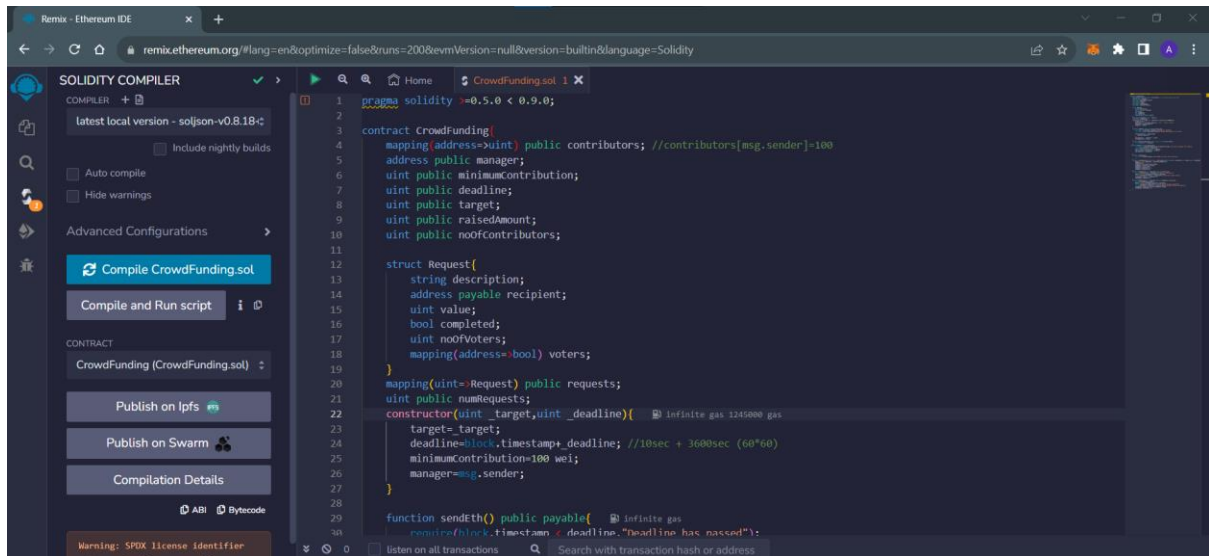 Remix - Ethereum IDE
remix.ethereum.org/#lang=en&optimize=false&runs=200&evmVersion=null&version=builtin&language=Solidity
A
SOLIDITY COMPILER
COMPILER
latest local version - soljson-v0.8.18+c
Include nightly builds
Auto compile
Hide warnings
Advanced Configurations
Compile CrowdFunding.sol
Compile and Run script
i
CONTRACT
CrowdFunding (CrowdFunding.sol)
Publish on Ipfs
Publish on Swarm
Compilation Details
ABI Bytecode
Warning: SPDX license identifier
Home CrowdFunding.sol 1
1 pragma solidity >=0.5.0 < 0.9.0;
2
3 contract CrowdFunding{
4 mapping(address=>uint) public contributors; //contributors[msg.sender]=100
5 address public manager;
6 uint public minimumContribution;
7 uint public deadline;
8 uint public target;
9 uint public raisedAmount;
10 uint public noOfContributors;
11
12 struct Request{
13 string description;
14 address payable recipient;
15 uint value;
16 bool completed;
17 uint noOfVoters;
18 mapping(address=>bool) voters;
19 }
20 mapping(uint=>Request) public requests;
21 uint public numRequests;
22 constructor(uint _target,uint _deadline){ infinite gas 1245000 gas
23 target=_target;
24 deadline=block.timestamp+_deadline; //10sec + 3600sec (60*60)
25 minimumContribution=100 wei;
26 manager=msg.sender;
27 }
28
29 function sendEth() public payable{ infinite gas
30 require(block.timestamp < deadline,"Deadline has passed");
0 listen on all transactions Search with transaction hash or address